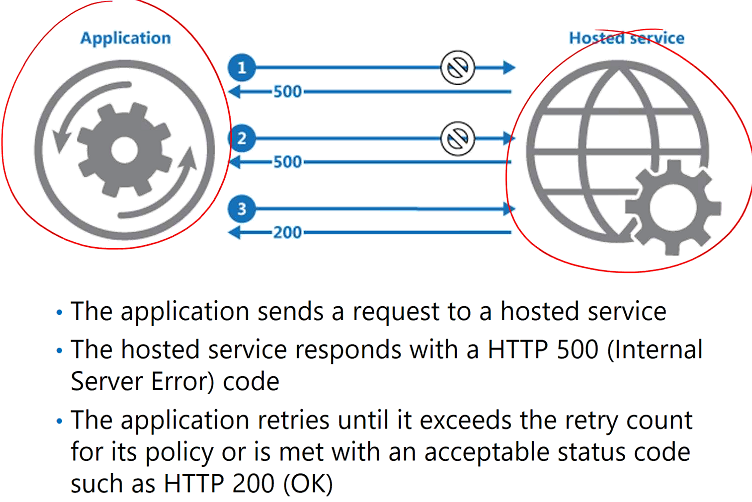 Application
Hosted service
1
500
2
500
3
200
• The application sends a request to a hosted service
• The hosted service responds with a HTTP 500 (Internal
Server Error) code
• The application retries until it exceeds the retry count
for its policy or is met with an acceptable status code
such as HTTP 200 (OK)